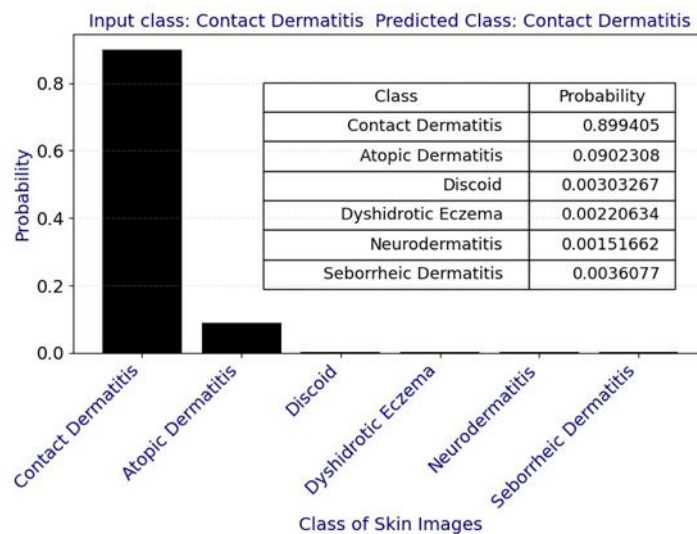 Input class: Contact Dermatitis  Predicted Class: Contact Dermatitis
Probability
0.8
0.6
0.4
0.2
0.0
Class Probability
Contact Dermatitis 0.899405
Atopic Dermatitis 0.0902308
Discoid 0.00303267
Dyshidrotic Eczema 0.00220634
Neurodermatitis 0.00151662
Seborrheic Dermatitis 0.0036077
Contact Dermatitis
Atopic Dermatitis
Discoid
Dyshidrotic Eczema
Neurodermatitis
Seborrheic Dermatitis
Class of Skin Images